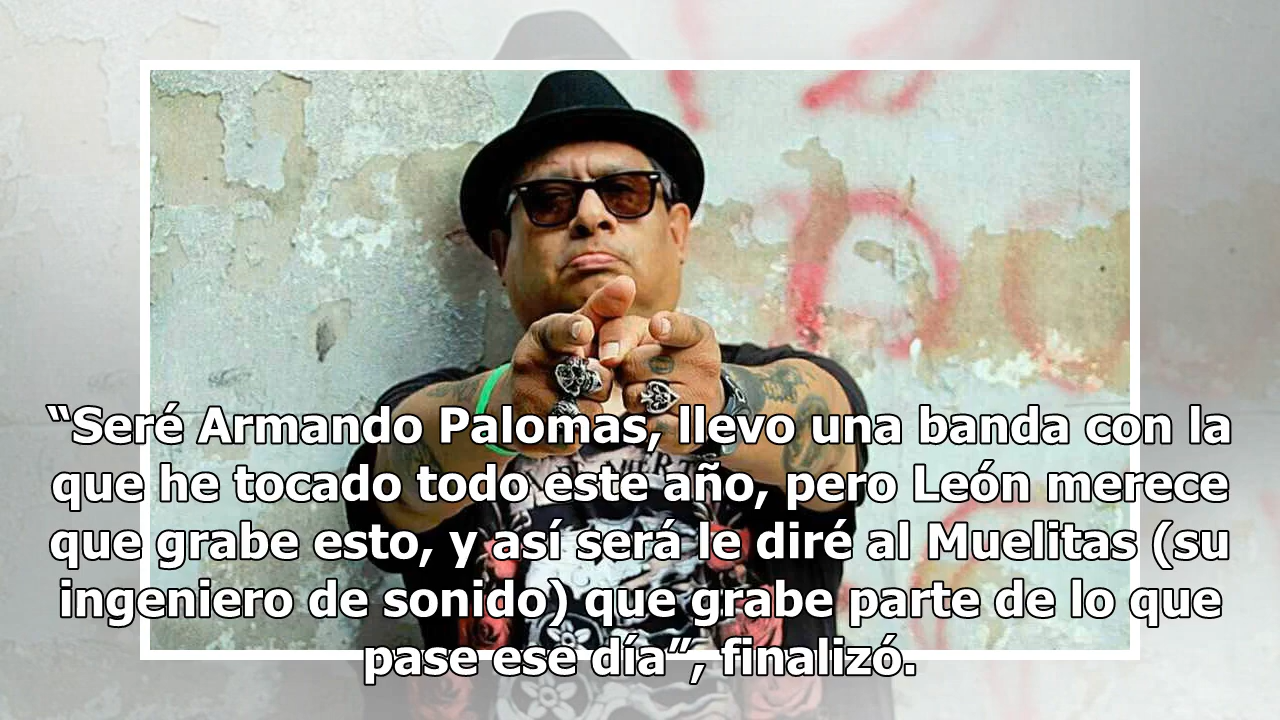 “Seré Armando Palomas, llevo una banda con la
que he tocado todo este año, pero León merece
que grabe esto, y así será le diré al Muelitas (su
ingeniero de sonido) que grabe parte de lo que
pase ese día”, finalizó.